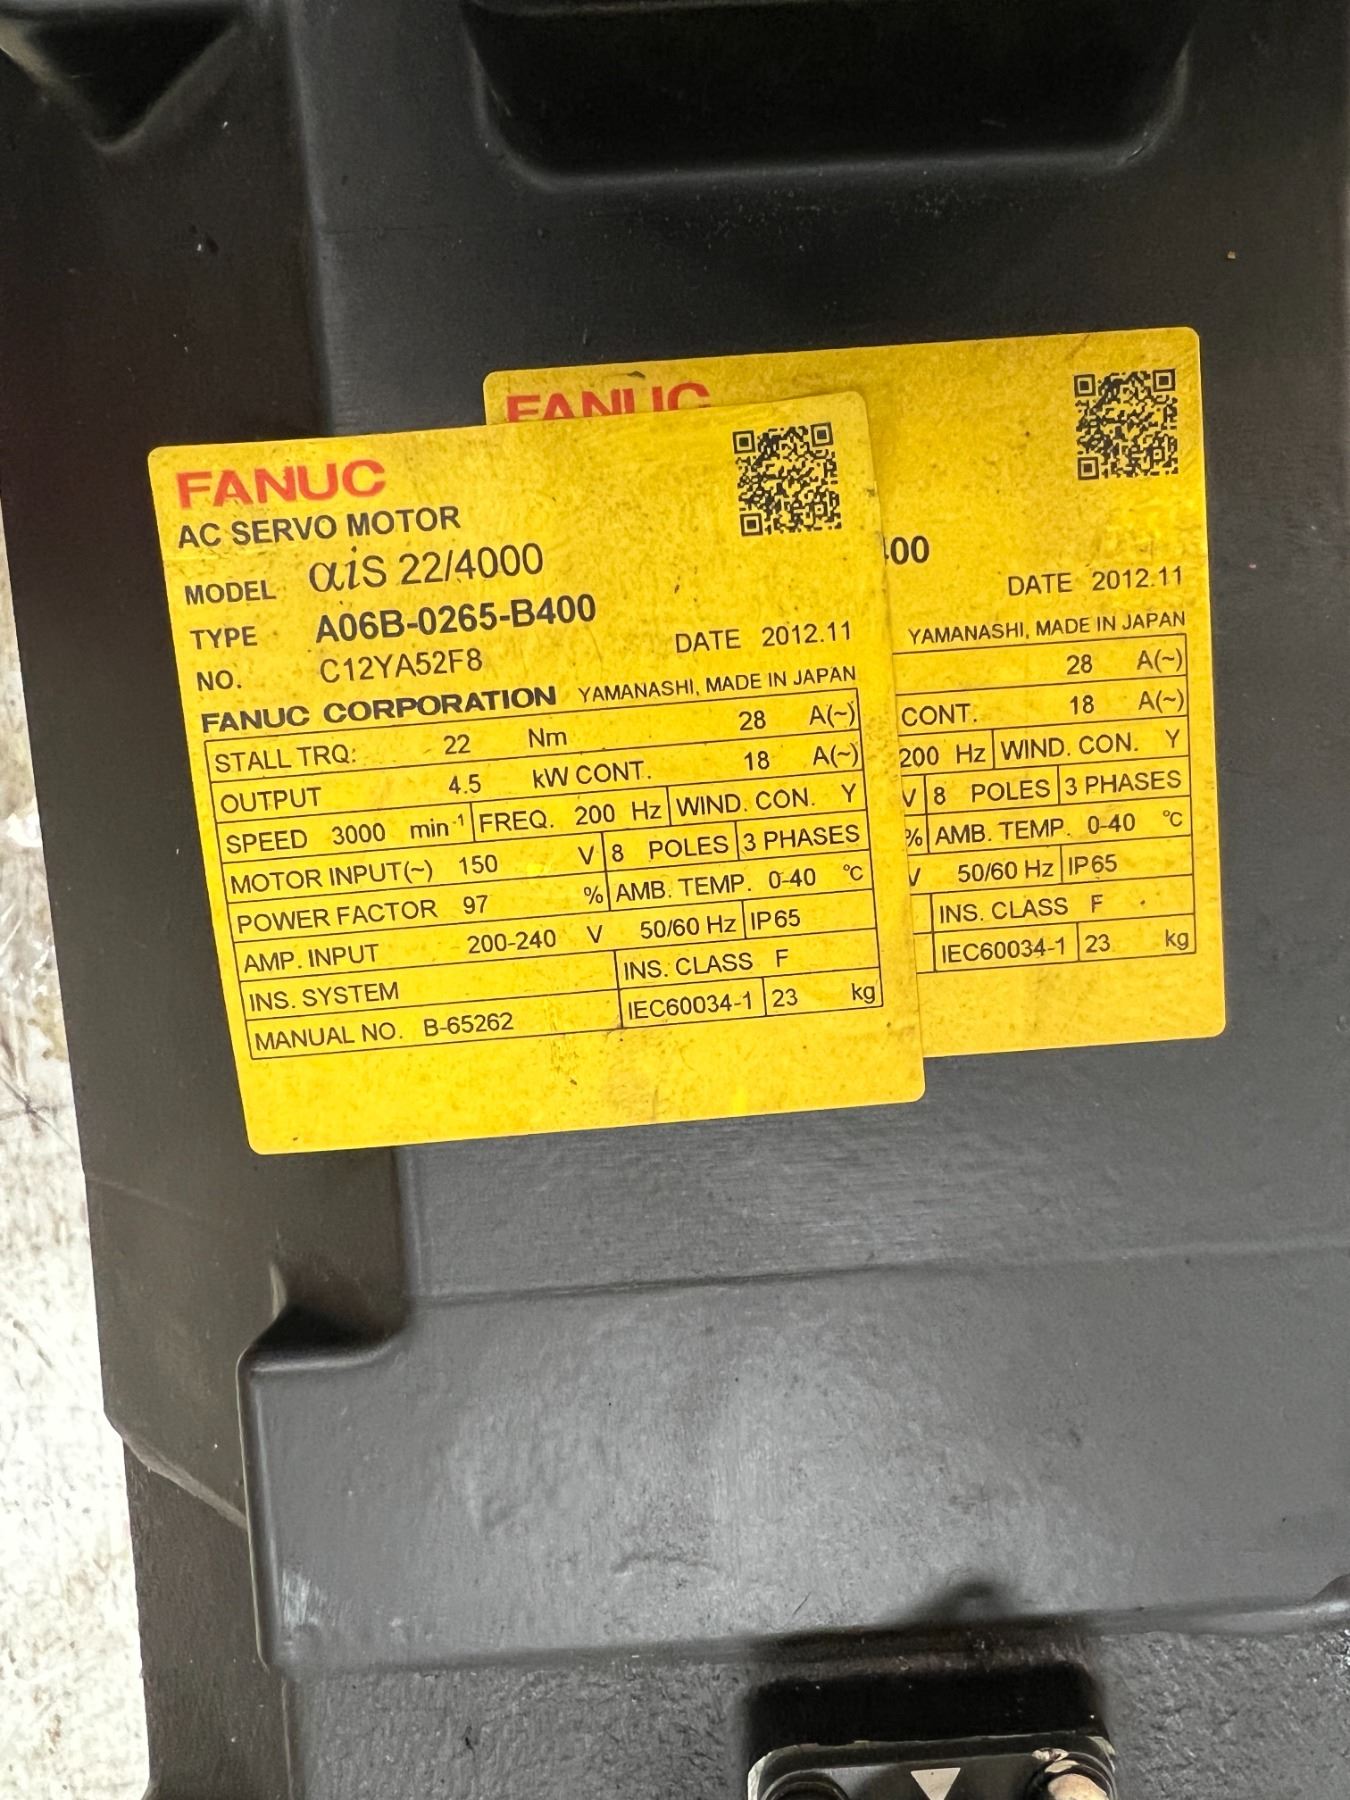 FANUC
AC SERVO MOTOR
MODEL αiS 22/4000
TYPE A06B-0265-B400
NO. C12YA52F8 DATE 2012.11
FANUC CORPORATION YAMANASHI, MADE IN JAPAN
STALL TRQ. 22 Nm 28 A(~)
OUTPUT 4.5 kW CONT. 18 A(~)
SPEED 3000 min-1 FREQ. 200 Hz WIND. CON. Y
MOTOR INPUT(~) 150 V 8 POLES 3 PHASES
POWER FACTOR 97 % AMB. TEMP. 0-40 °C
AMP. INPUT 200-240 V 50/60 Hz IP65
INS. SYSTEM INS. CLASS F
MANUAL NO. B-65262 IEC60034-1 23 kg
FANUC
400
DATE 2012.11
YAMANASHI, MADE IN JAPAN
28 A(~)
CONT. 18 A(~)
200 Hz WIND. CON. Y
V 8 POLES 3 PHASES
% AMB. TEMP. 0-40 °C
V 50/60 Hz IP65
INS. CLASS F
IEC60034-1 23 kg